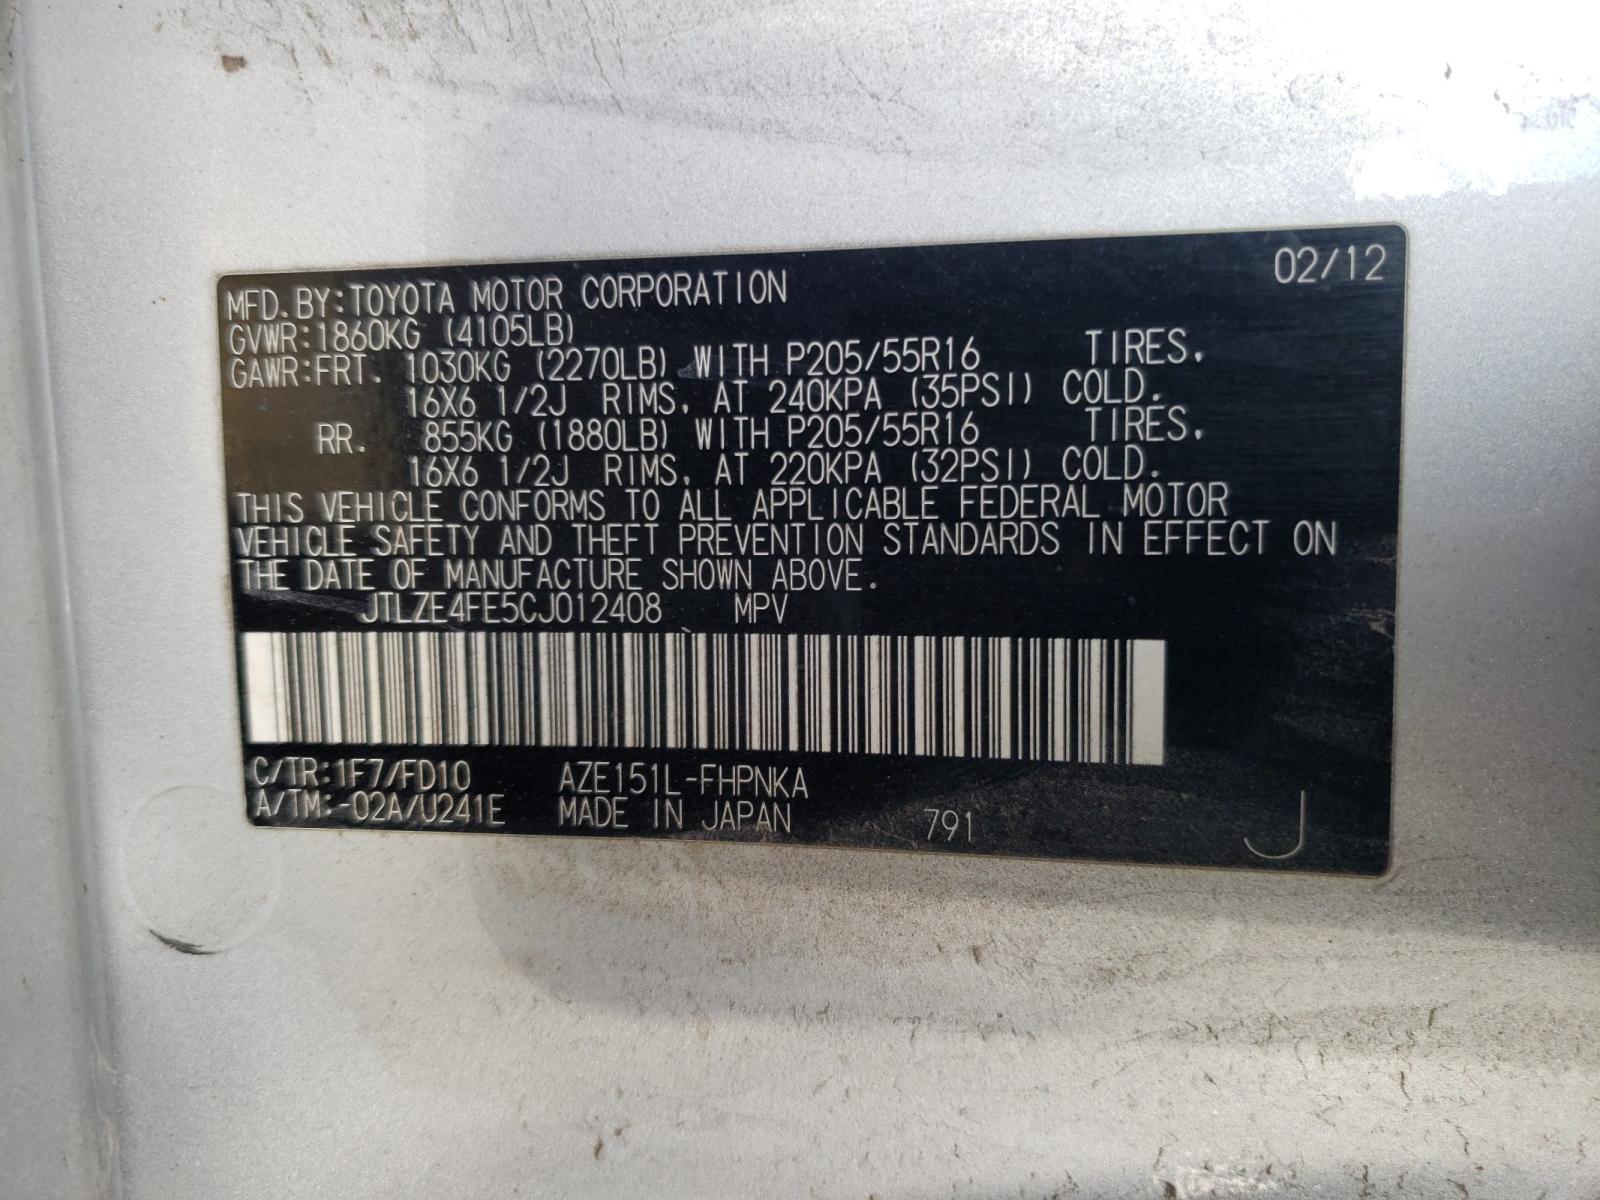 02/12
MFD.BY:TOYOTA MOTOR CORPORATION
GVWR:1860KG (4105LB)
GAWR:FRT. 1030KG (2270LB) WITH P205/55R16 TIRES,
16X6 1/2J RIMS, AT 240KPA (35PSI) COLD.
RR. 855KG (1880LB) WITH P205/55R16 TIRES,
16X6 1/2J RIMS, AT 220KPA (32PSI) COLD.
THIS VEHICLE CONFORMS TO ALL APPLICABLE FEDERAL MOTOR
VEHICLE SAFETY AND THEFT PREVENTION STANDARDS IN EFFECT ON
THE DATE OF MANUFACTURE SHOWN ABOVE.
JTLZE4FE5CJ012408 MPV
C/TR:1F7/FD10 AZE151L-FHPNKA
A/TM:-02A/U241E MADE IN JAPAN 791 J